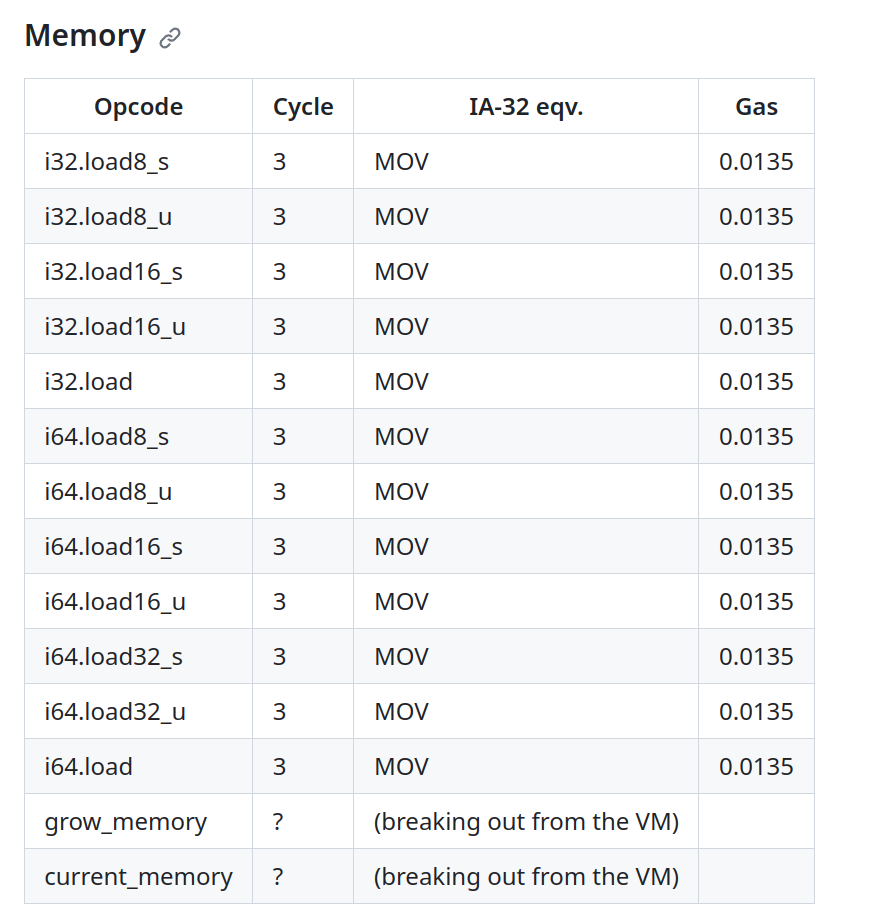 Memory
Opcode Cycle IA-32 eqv. Gas
i32.load8_s 3 MOV 0.0135
i32.load8_u 3 MOV 0.0135
i32.load16_s 3 MOV 0.0135
i32.load16_u 3 MOV 0.0135
i32.load 3 MOV 0.0135
i64.load8_s 3 MOV 0.0135
i64.load8_u 3 MOV 0.0135
i64.load16_s 3 MOV 0.0135
i64.load16_u 3 MOV 0.0135
i64.load32_s 3 MOV 0.0135
i64.load32_u 3 MOV 0.0135
i64.load 3 MOV 0.0135
grow_memory ? (breaking out from the VM)
current_memory ? (breaking out from the VM)